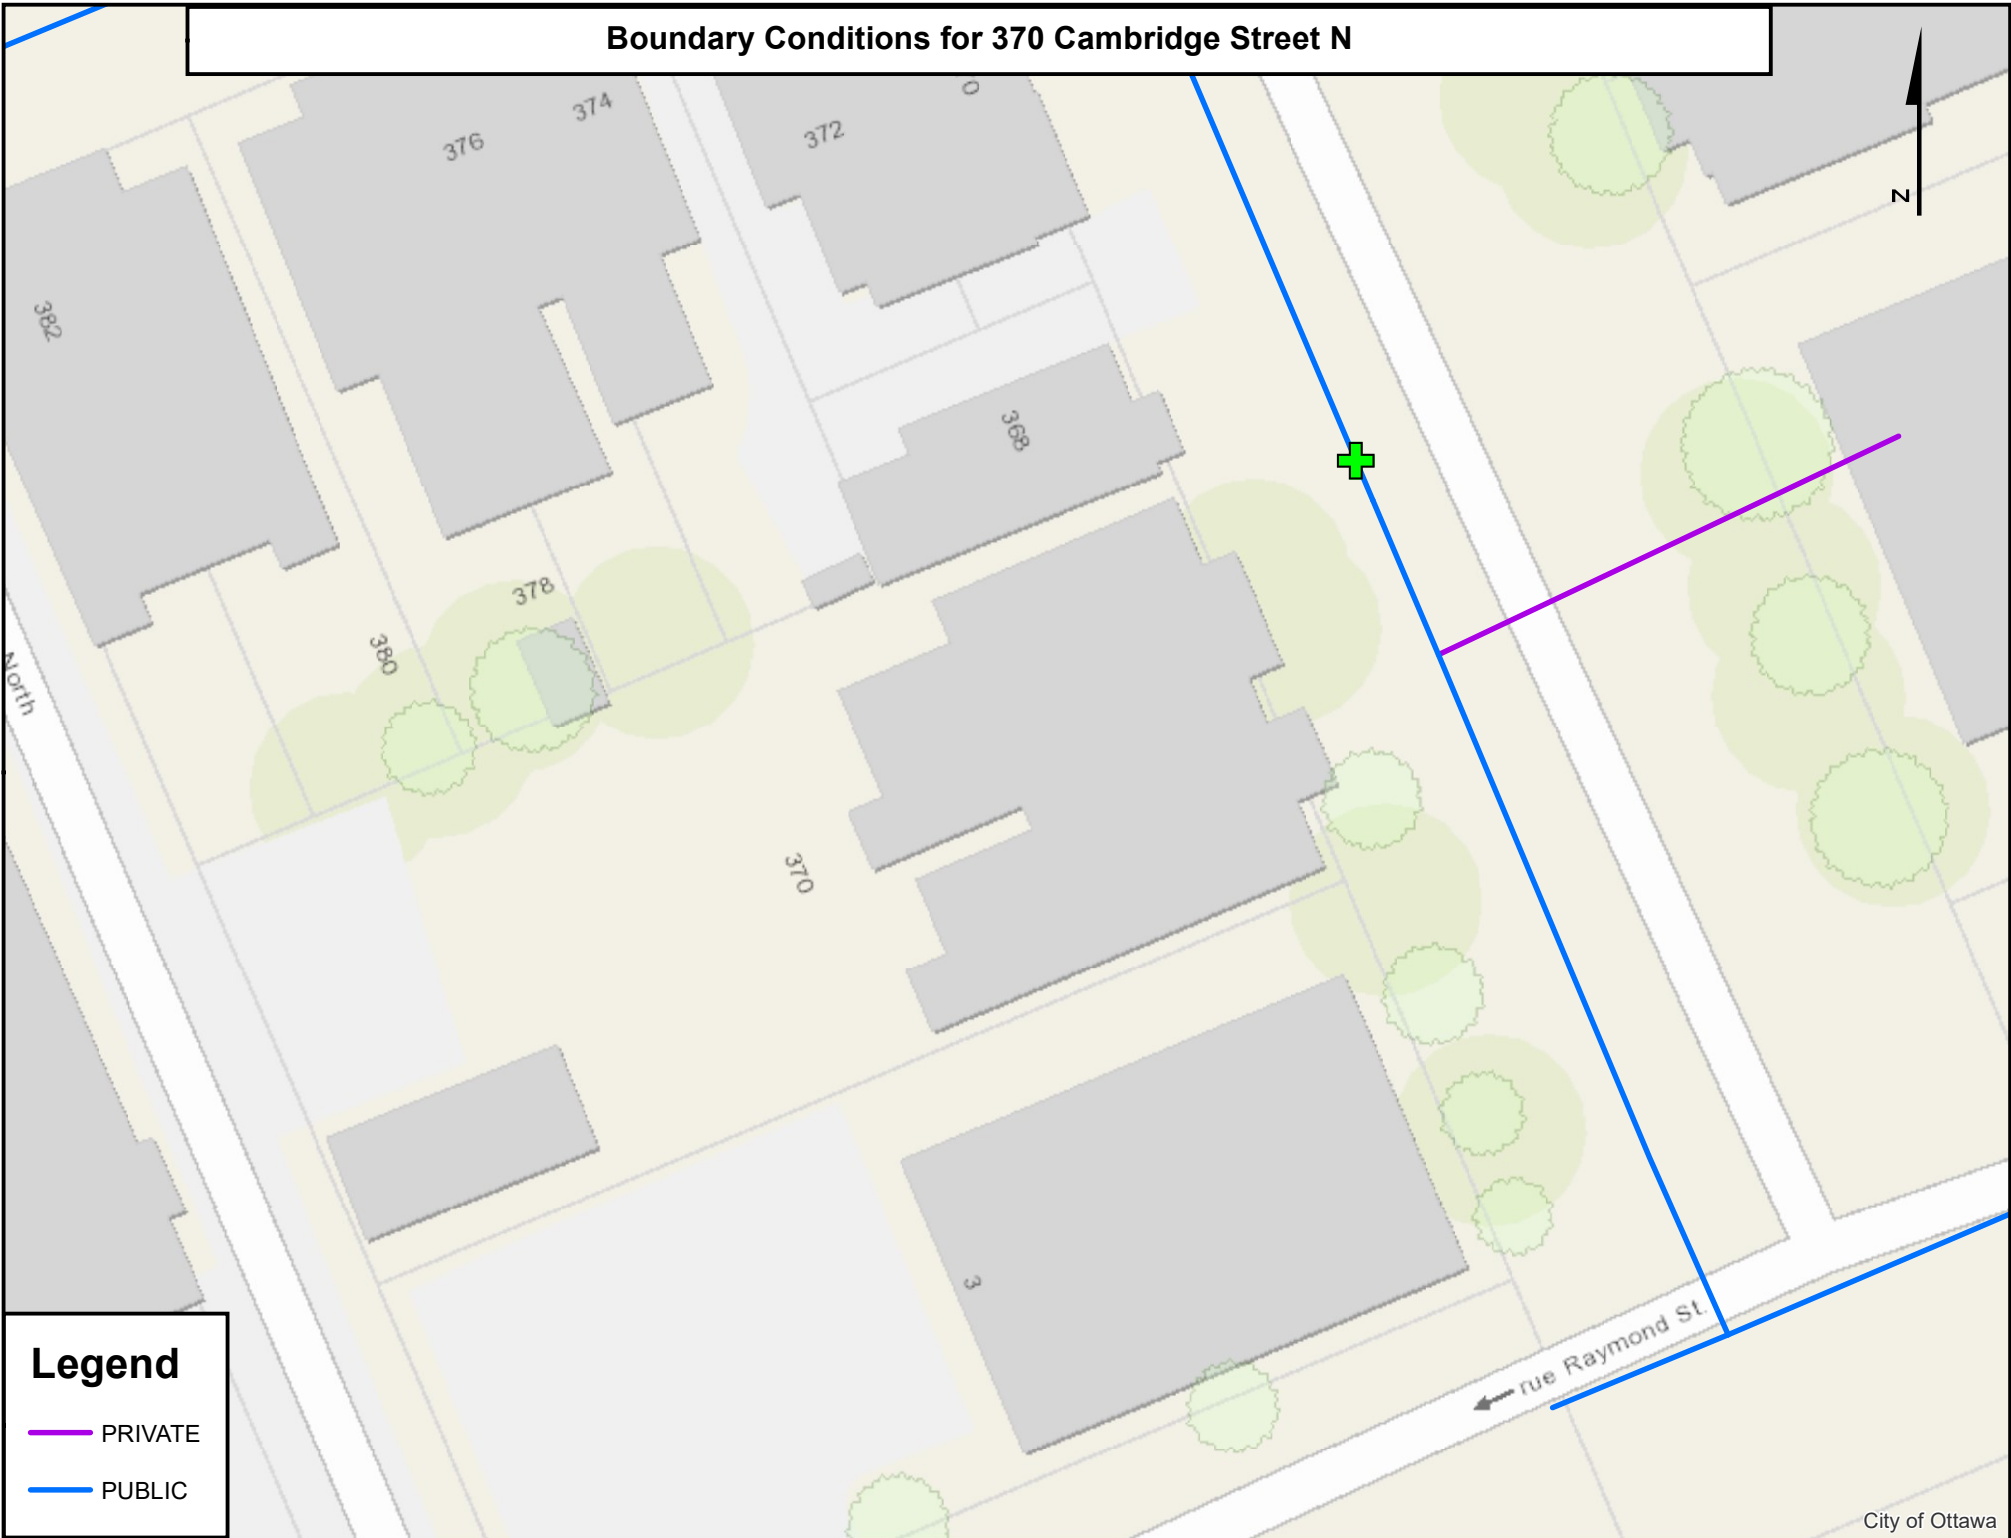 Boundary Conditions for 370 Cambridge Street N
N
374
376
372
0
382
368
378
380
North
370
3
rue Raymond St.
Legend
PRIVATE
PUBLIC
City of Ottawa